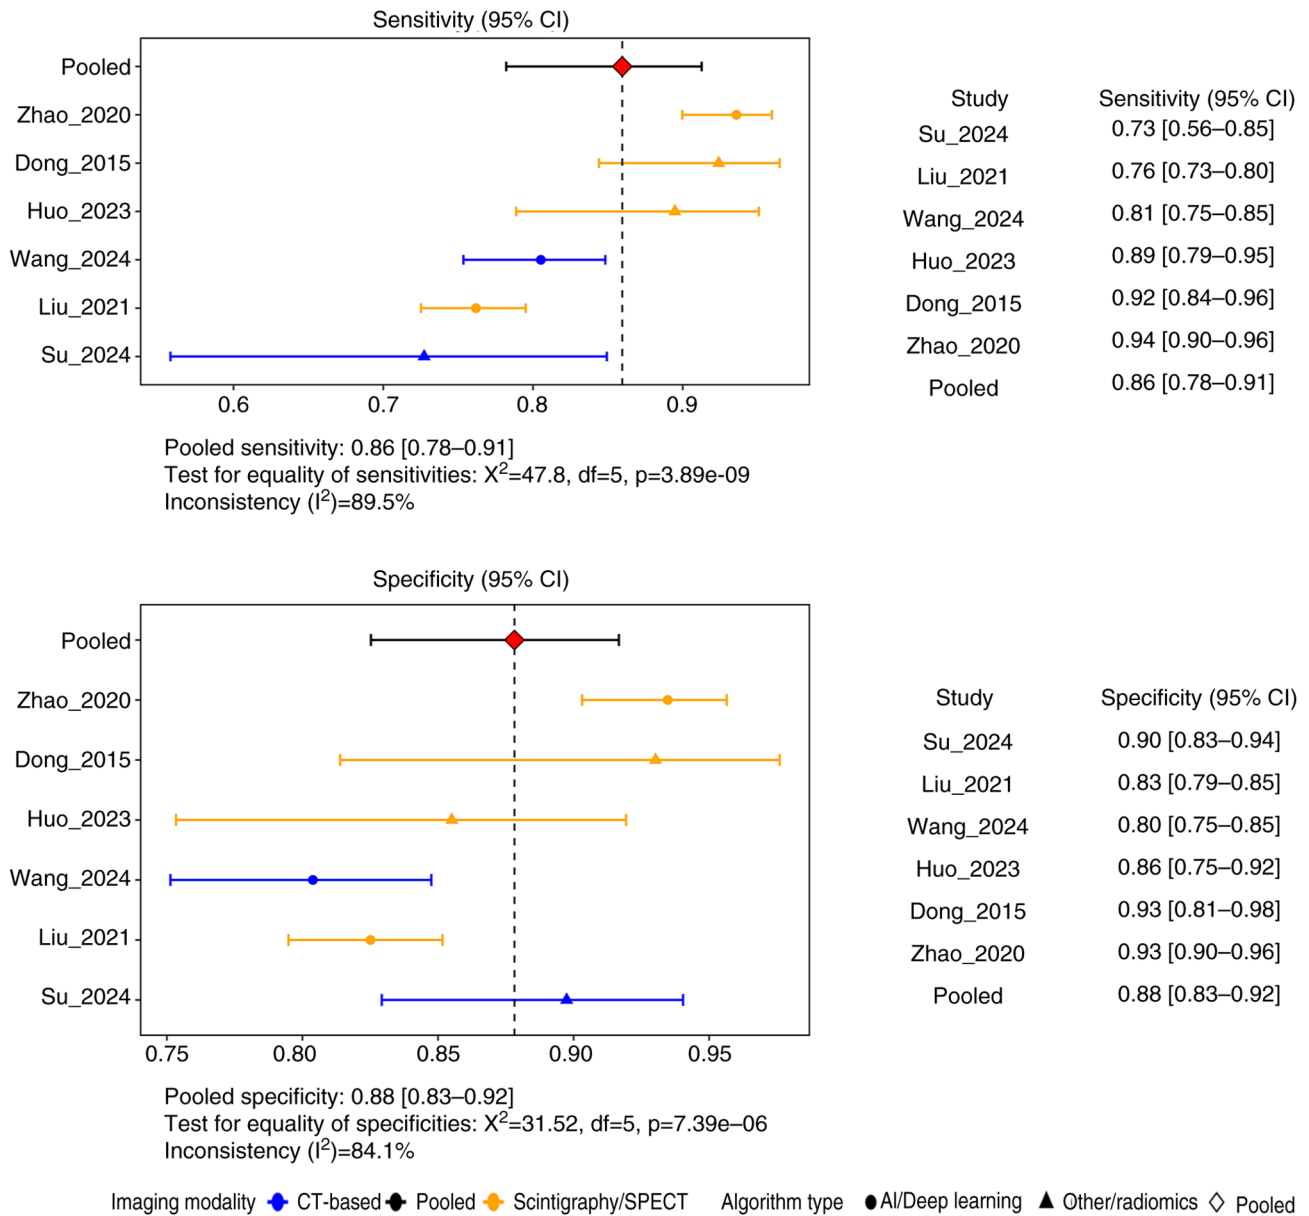 Sensitivity (95% CI)
Pooled
Zhao_2020
Dong_2015
Huo_2023
Wang_2024
Liu_2021
Su_2024
0.6 0.7 0.8 0.9
Pooled sensitivity: 0.86 [0.78–0.91]
Test for equality of sensitivities: X²=47.8, df=5, p=3.89e-09
Inconsistency (I²)=89.5%
Study Sensitivity (95% CI)
Su_2024 0.73 [0.56–0.85]
Liu_2021 0.76 [0.73–0.80]
Wang_2024 0.81 [0.75–0.85]
Huo_2023 0.89 [0.79–0.95]
Dong_2015 0.92 [0.84–0.96]
Zhao_2020 0.94 [0.90–0.96]
Pooled 0.86 [0.78–0.91]
Specificity (95% CI)
Pooled
Zhao_2020
Dong_2015
Huo_2023
Wang_2024
Liu_2021
Su_2024
0.75 0.80 0.85 0.90 0.95
Pooled specificity: 0.88 [0.83–0.92]
Test for equality of specificities: X²=31.52, df=5, p=7.39e–06
Inconsistency (I²)=84.1%
Study Specificity (95% CI)
Su_2024 0.90 [0.83–0.94]
Liu_2021 0.83 [0.79–0.85]
Wang_2024 0.80 [0.75–0.85]
Huo_2023 0.86 [0.75–0.92]
Dong_2015 0.93 [0.81–0.98]
Zhao_2020 0.93 [0.90–0.96]
Pooled 0.88 [0.83–0.92]
Imaging modality CT-based Pooled Scintigraphy/SPECT Algorithm type AI/Deep learning Other/radiomics Pooled